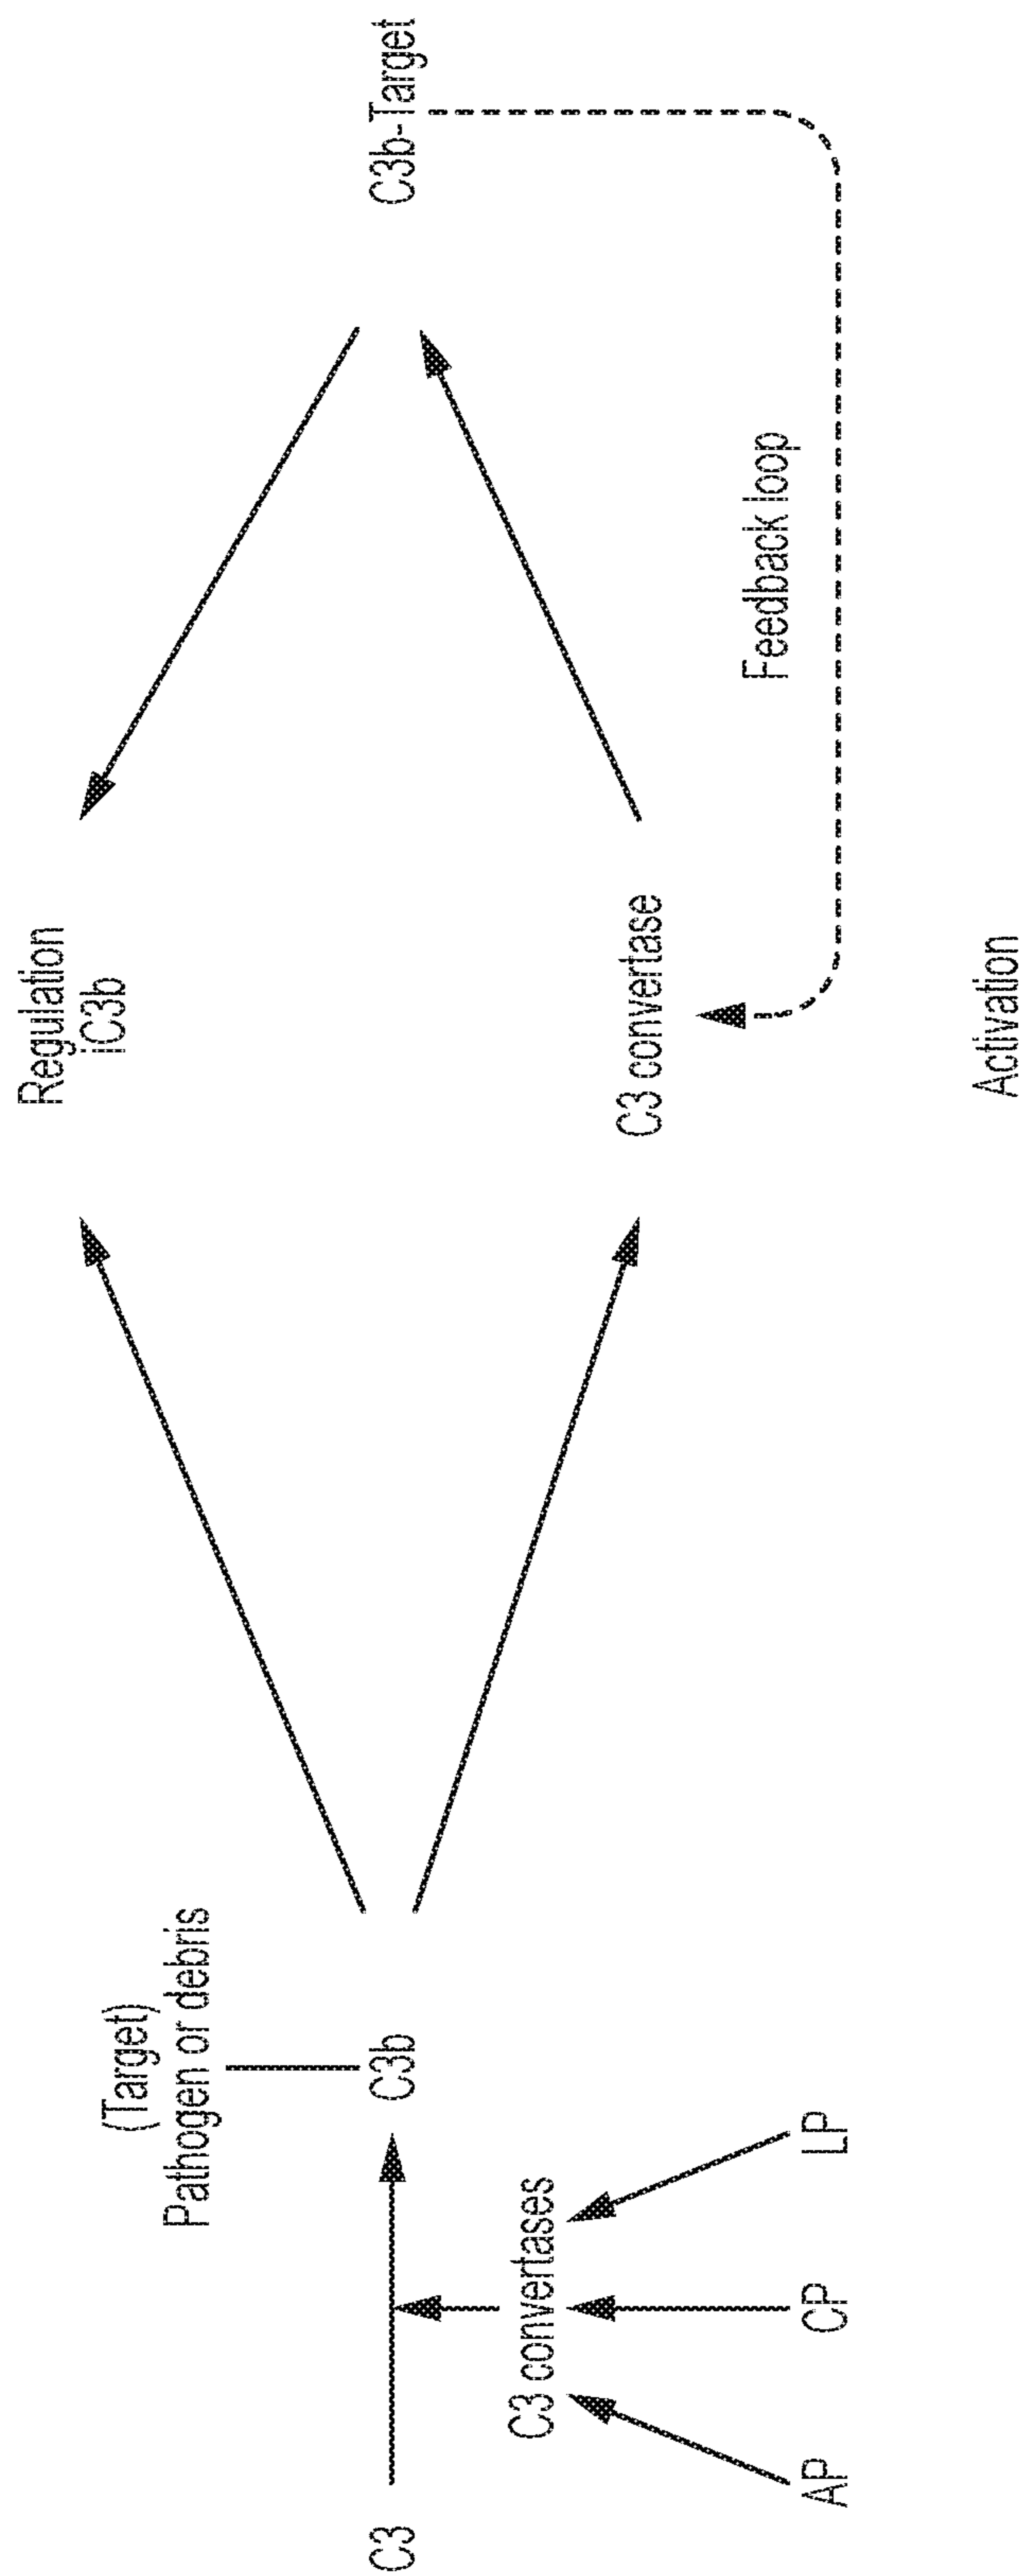 Regulation
iC3b
(Target)
Pathogen or debris
C3
C3b
C3b-Target
C3 convertases
C3 convertase
Feedback loop
AP
CP
LP
Activation